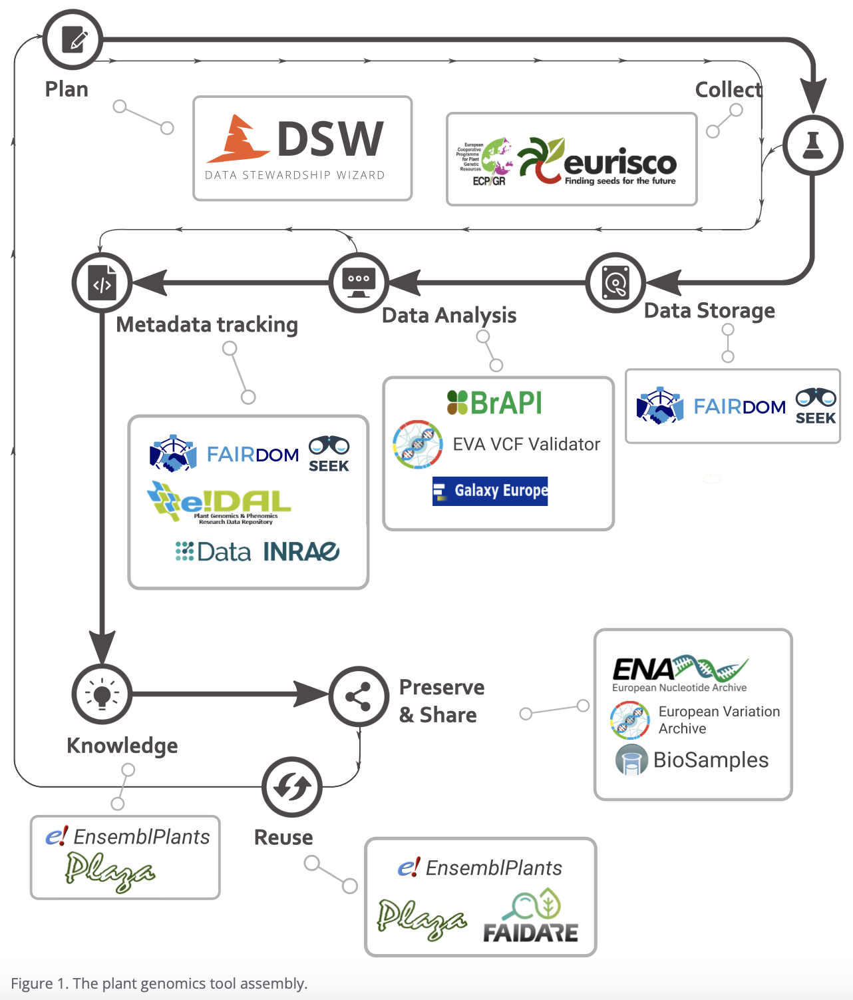 Plan
Collect
DSW
DATA STEWARDSHIP WIZARD
European
Cooperative
Programme
for Plant
Genetic
Resources
ECP/GR
eurisco
Finding seeds for the future
</>
Metadata tracking
Data Analysis
Data Storage
FAIRDOM
SEEK
e!DAL
Plant Genomics & Phenomics
Research Data Repository
Data INRAE
BrAPI
EVA VCF Validator
Galaxy Europe
FAIRDOM
SEEK
Knowledge
Preserve
& Share
ENA
European Nucleotide Archive
European Variation
Archive
BioSamples
e! EnsemblPlants
Plaza
Reuse
e! EnsemblPlants
Plaza
FAIDARE
Figure 1. The plant genomics tool assembly.